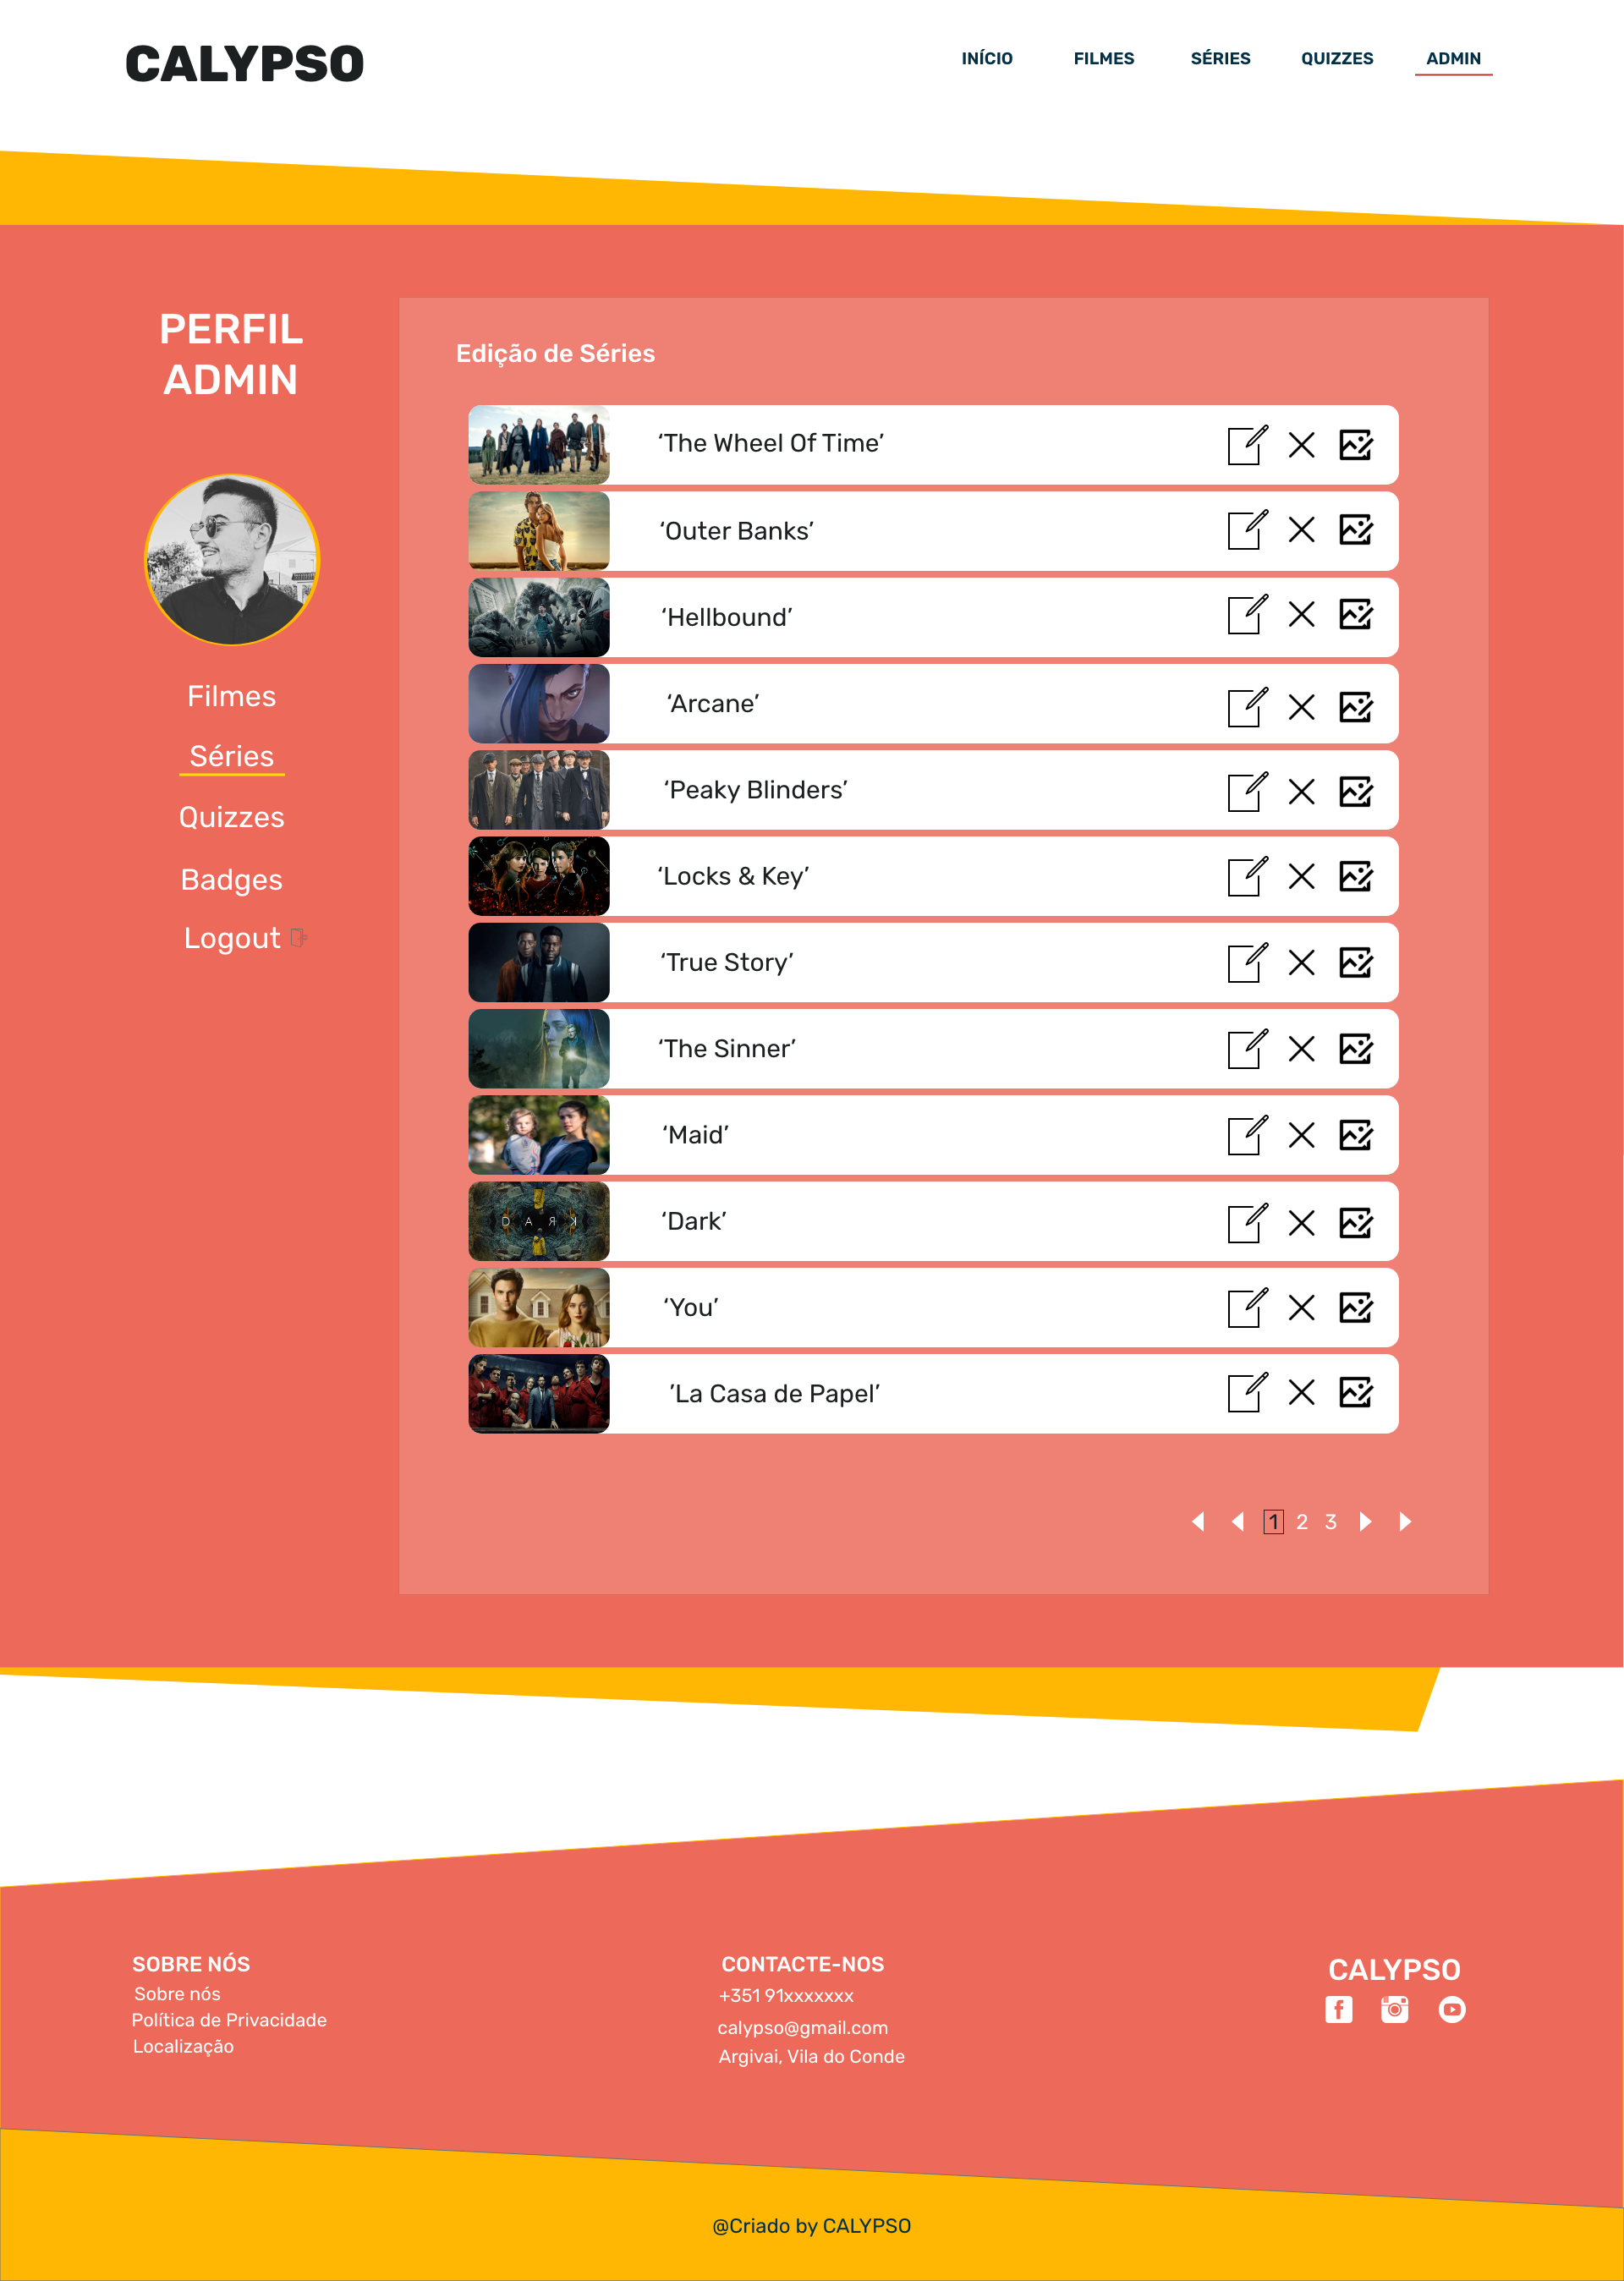 CALYPSO
INÍCIO FILMES SÉRIES QUIZZES ADMIN
PERFIL
ADMIN
Filmes
Séries
Quizzes
Badges
Logout
Edição de Séries
‘The Wheel Of Time’
‘Outer Banks’
‘Hellbound’
‘Arcane’
‘Peaky Blinders’
‘Locks & Key’
‘True Story’
‘The Sinner’
‘Maid’
D A R K
‘Dark’
‘You’
’La Casa de Papel’
1 2 3
SOBRE NÓS
Sobre nós
Política de Privacidade
Localização
CONTACTE-NOS
+351 91xxxxxxx
calypso@gmail.com
Argivai, Vila do Conde
CALYPSO
@Criado by CALYPSO